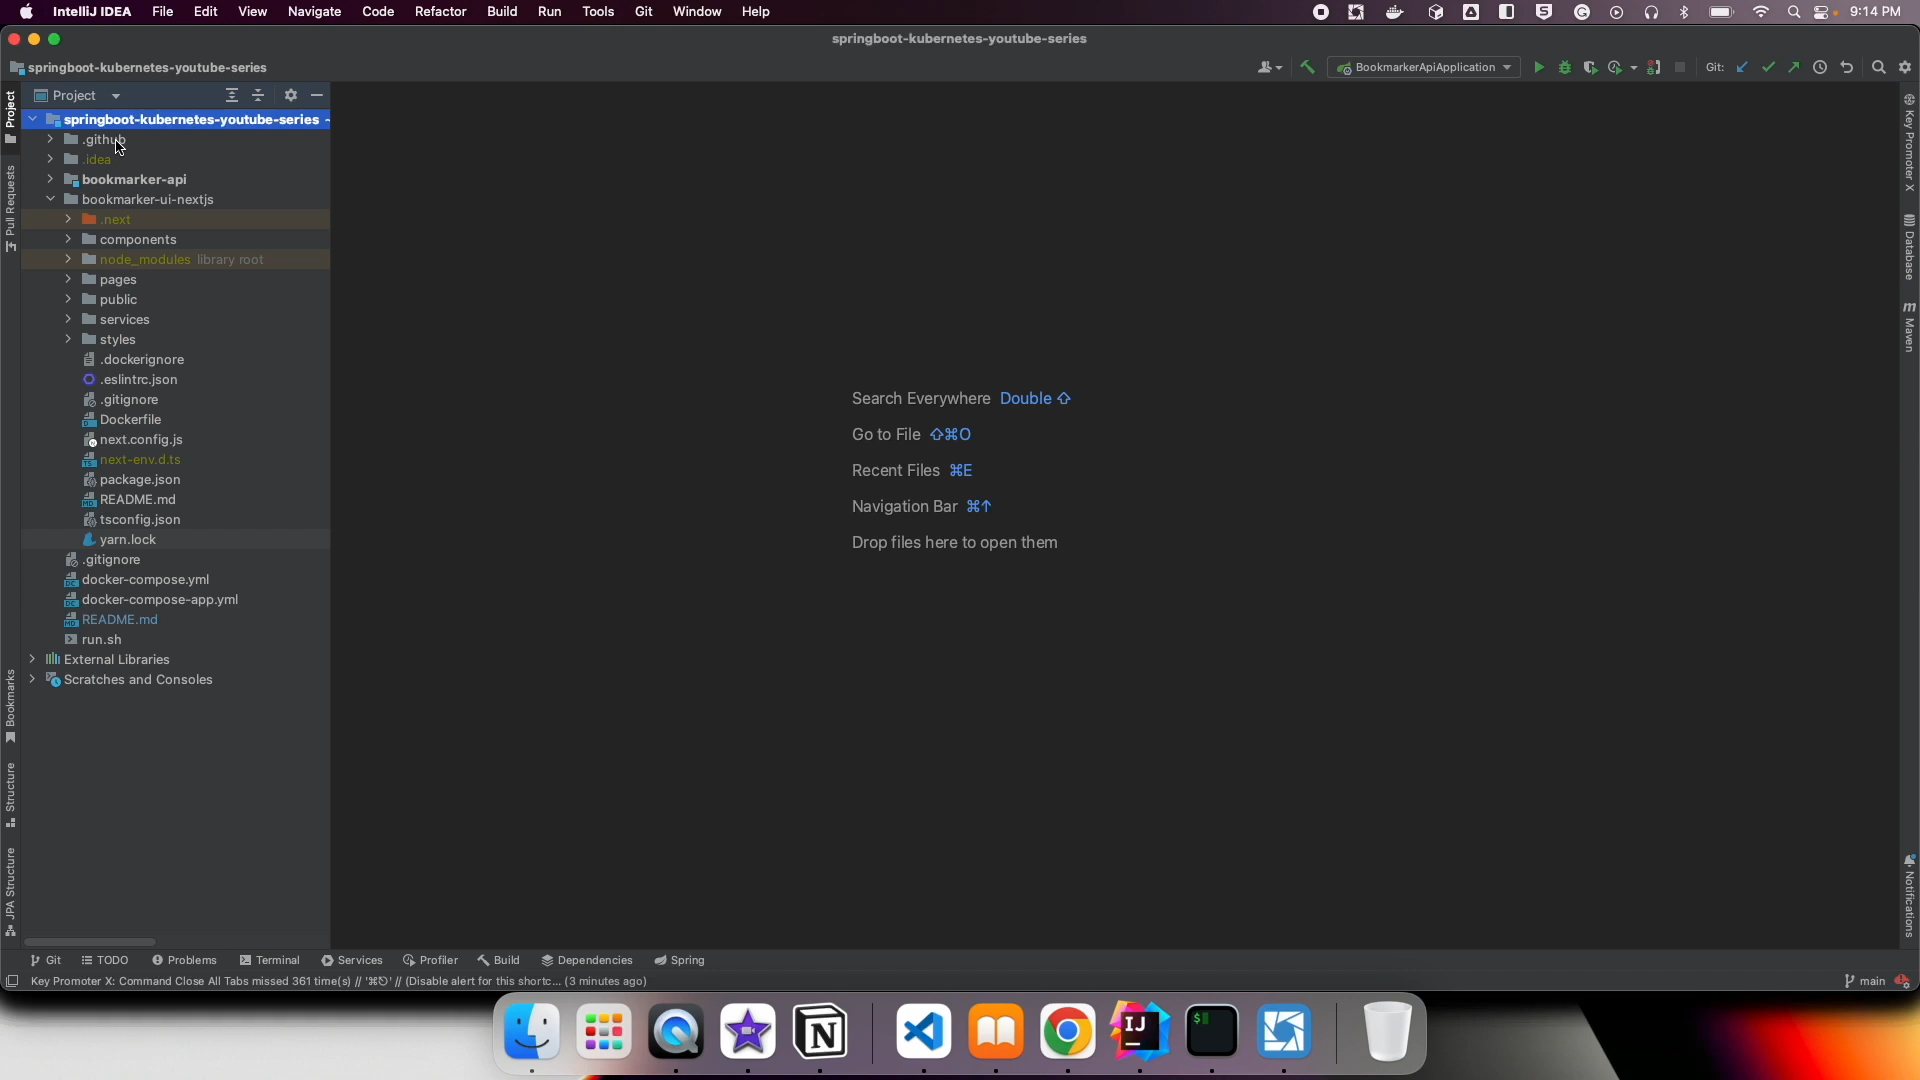 IntelliJ IDEA File Edit View Navigate Code Refactor Build Run Tools Git Window Help 9:14 PM
springboot-kubernetes-youtube-series
springboot-kubernetes-youtube-series BookmarkerApiApplication Git:
Project
springboot-kubernetes-youtube-series ~
.github
.idea
bookmarker-api
bookmarker-ui-nextjs
.next
components
node_modules library root
pages
public
services
styles
.dockerignore
.eslintrc.json
.gitignore
Dockerfile
next.config.js
next-env.d.ts
package.json
README.md
tsconfig.json
yarn.lock
.gitignore
docker-compose.yml
docker-compose-app.yml
README.md
run.sh
External Libraries
Scratches and Consoles
Project
Pull Requests
Bookmarks
Structure
JPA Structure
Search Everywhere Double ⇧
Go to File ⇧⌘O
Recent Files ⌘E
Navigation Bar ⌘↑
Drop files here to open them
Key Promoter X
Database
Maven
Notifications
Git TODO Problems Terminal Services Profiler Build Dependencies Spring
Key Promoter X: Command Close All Tabs missed 361 time(s) // '⌘⎋' // (Disable alert for this shortc... (3 minutes ago) main